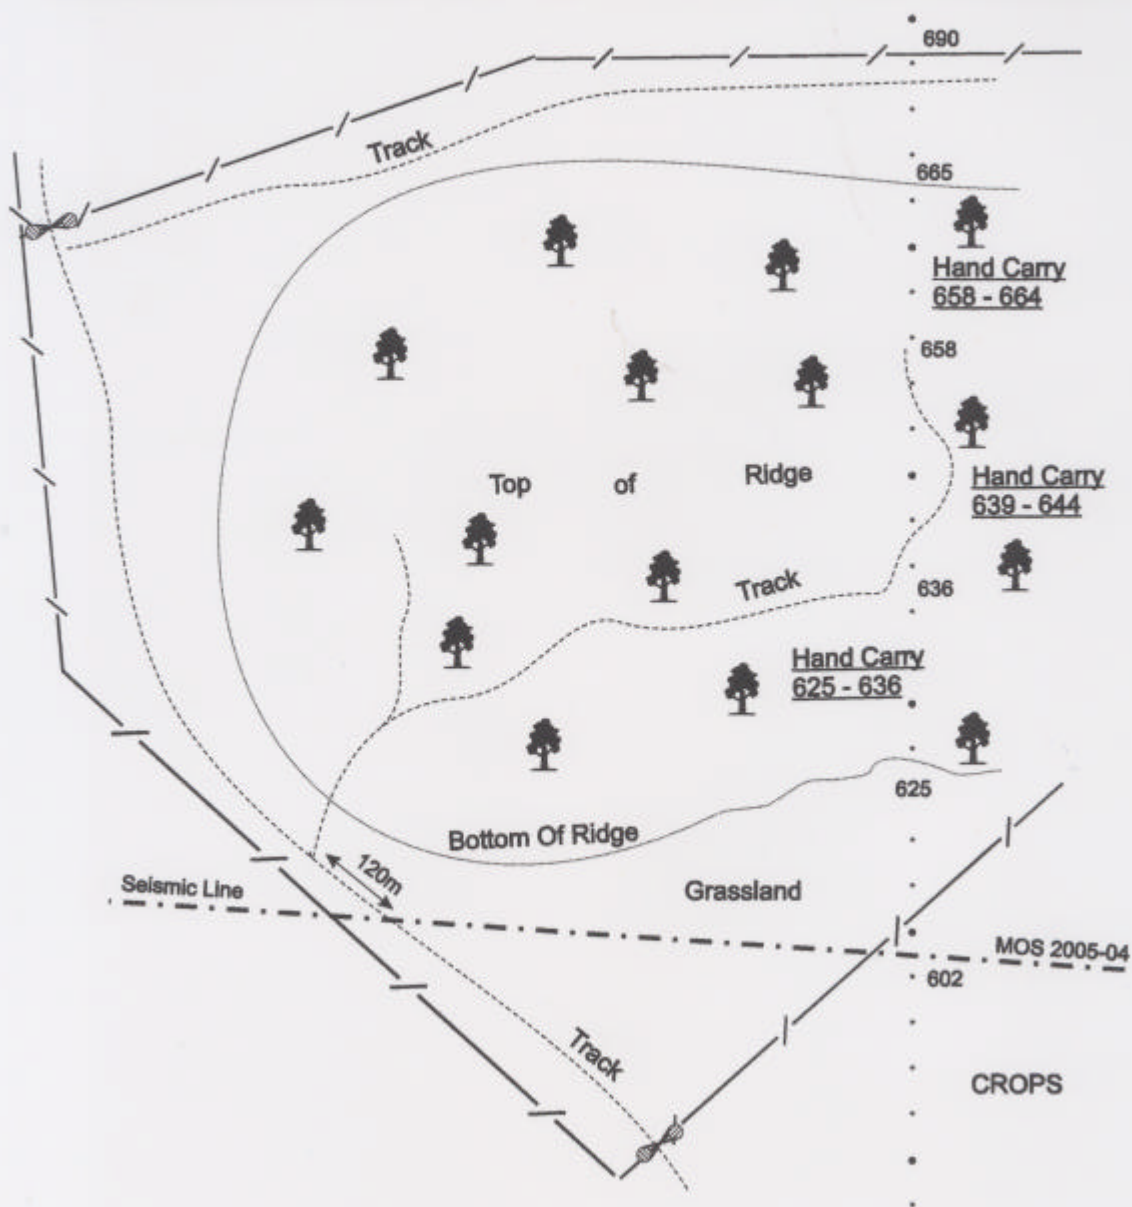 690
Track
665
Hand Carry
658 - 664
658
Hand Carry
639 - 644
Top of Ridge
Track
636
Hand Carry
625 - 636
625
Bottom Of Ridge
120m
Seismic Line
Grassland
MOS 2005-04
602
Track
CROPS